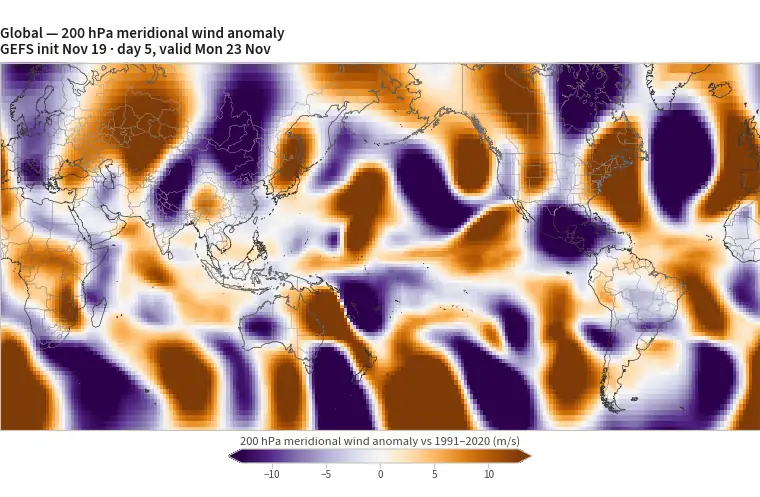 Global — 200 hPa meridional wind anomaly
GEFS init Nov 19 · day 5, valid Mon 23 Nov
200 hPa meridional wind anomaly vs 1991–2020 (m/s)
−10 −5 0 5 10